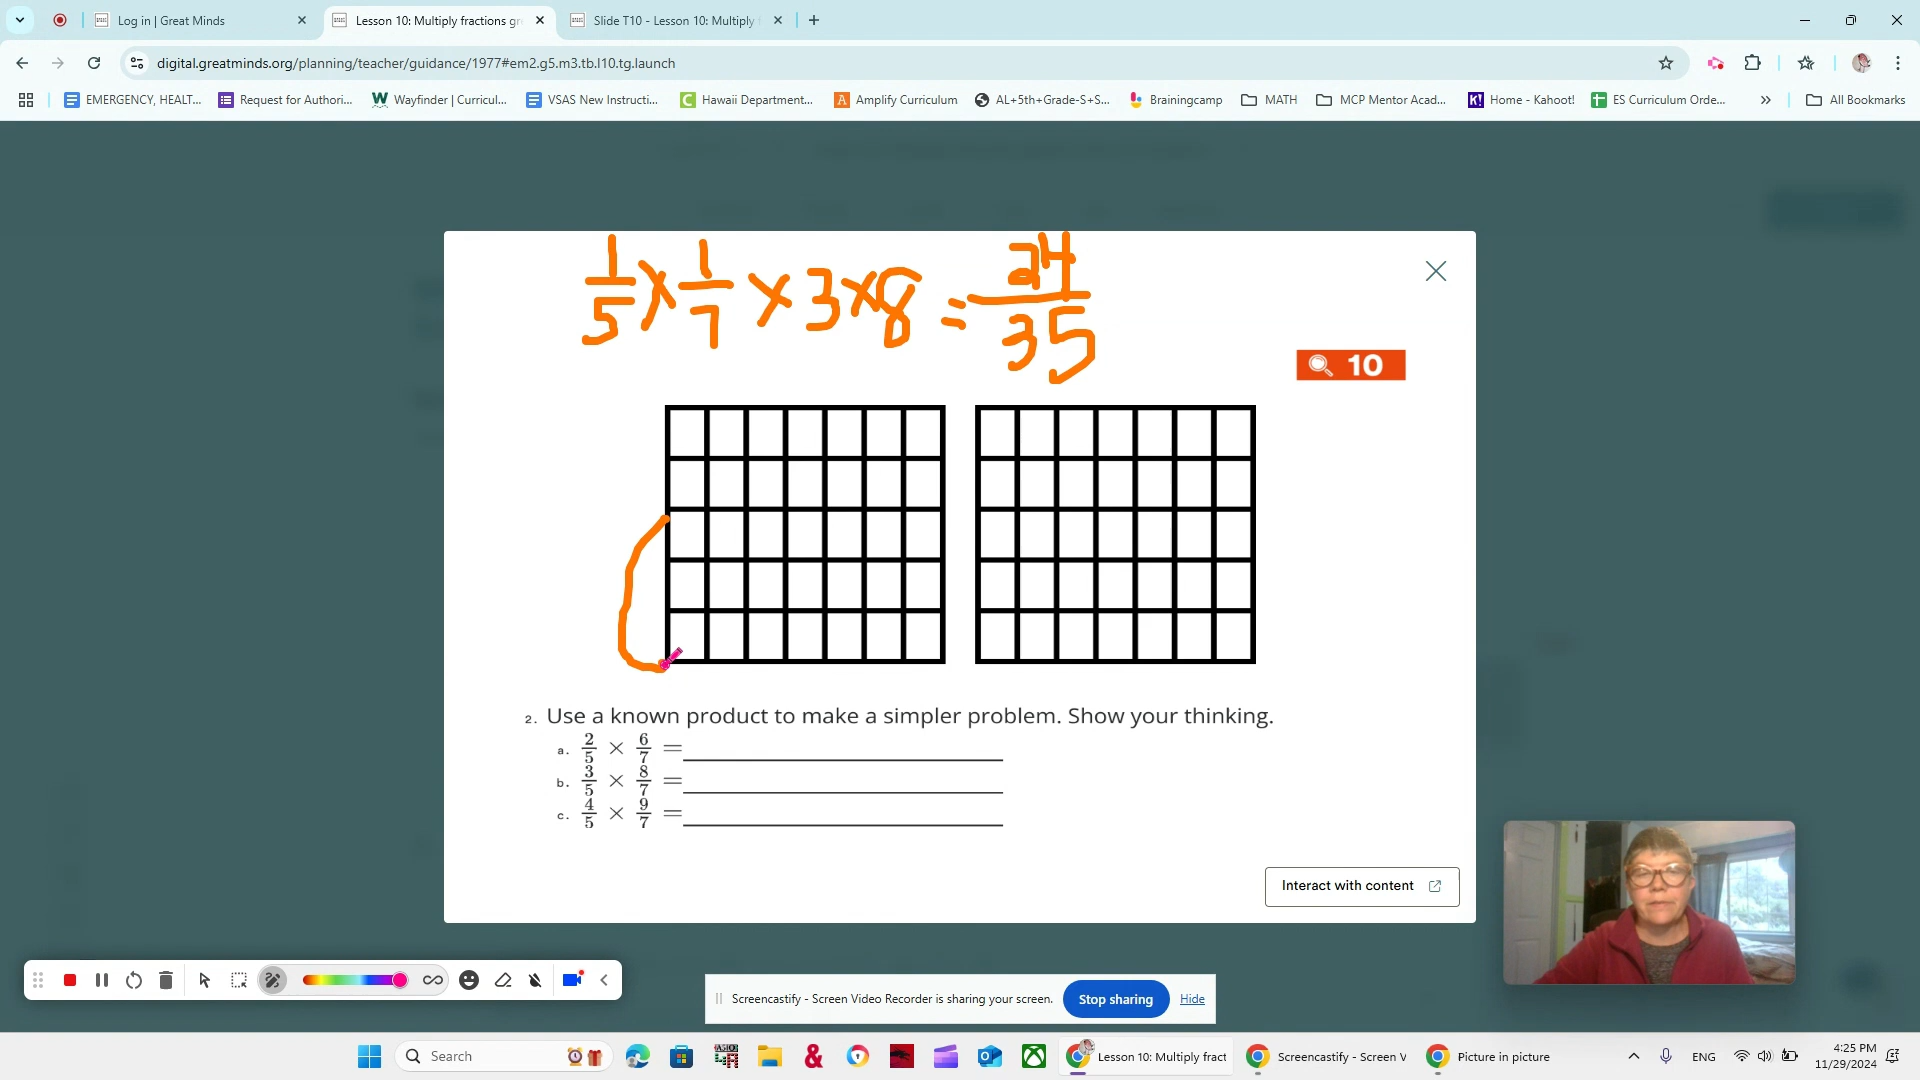 Log in | Great Minds
Lesson 10: Multiply fractions gr
Slide T10 - Lesson 10: Multiply f
digital.greatminds.org/planning/teacher/guidance/1977#em2.g5.m3.tb.l10.tg.launch
EMERGENCY, HEALT... Request for Authori... Wayfinder | Curricul... VSAS New Instructi... Hawaii Department... Amplify Curriculum AL+5th+Grade-S+S... Brainingcamp MATH MCP Mentor Acad... Home - Kahoot! ES Curriculum Orde... » All Bookmarks
1/5 × 1/7 × 3 × 8 = 24/35
10
2. Use a known product to make a simpler problem. Show your thinking.
a. 2/5 × 6/7 = ____
b. 3/5 × 8/7 = ____
c. 4/5 × 9/7 = ____
Interact with content
Screencastify - Screen Video Recorder is sharing your screen. Stop sharing Hide
Search
Lesson 10: Multiply fract
Screencastify - Screen V
Picture in picture
ENG
4:25 PM
11/29/2024